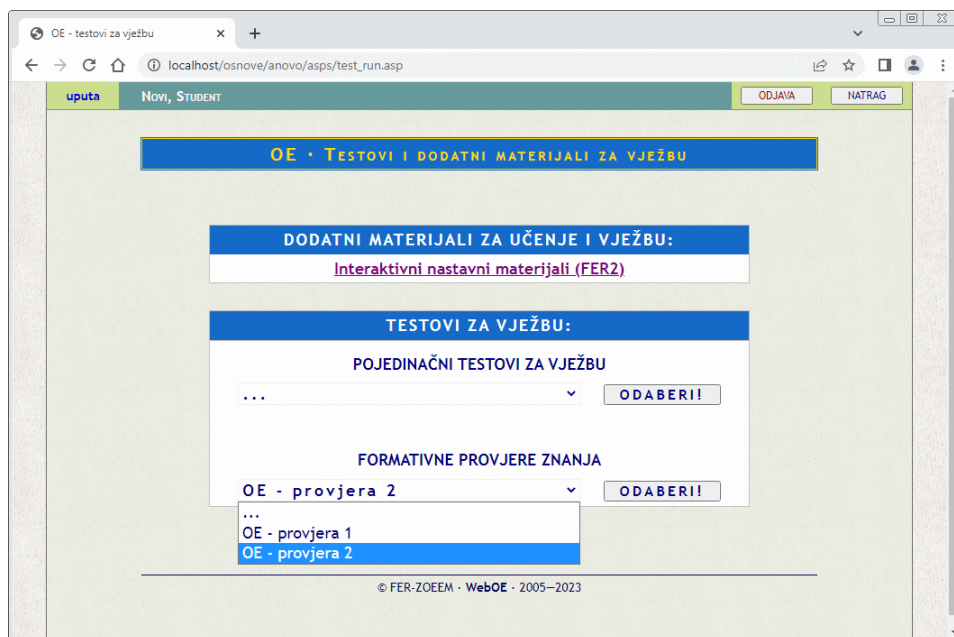 OE - testovi za vježbu
localhost/osnove/anovo/asps/test_run.asp
uputa
Novi, Student
ODJAVA
NATRAG
OE · Testovi i dodatni materijali za vježbu
DODATNI MATERIJALI ZA UČENJE I VJEŽBU:
Interaktivni nastavni materijali (FER2)
TESTOVI ZA VJEŽBU:
POJEDINAČNI TESTOVI ZA VJEŽBU
...
ODABERI!
FORMATIVNE PROVJERE ZNANJA
OE - provjera 2
ODABERI!
...
OE - provjera 1
OE - provjera 2
© FER-ZOEEM · WebOE · 2005—2023